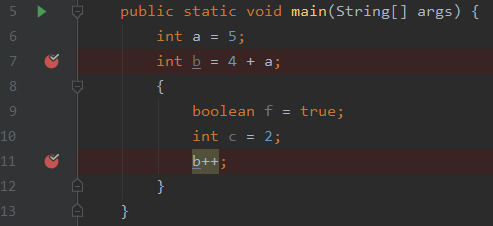 5 public static void main(String[] args) {
6 int a = 5;
7 int b = 4 + a;
8 {
9 boolean f = true;
10 int c = 2;
11 b++;
12 }
13 }